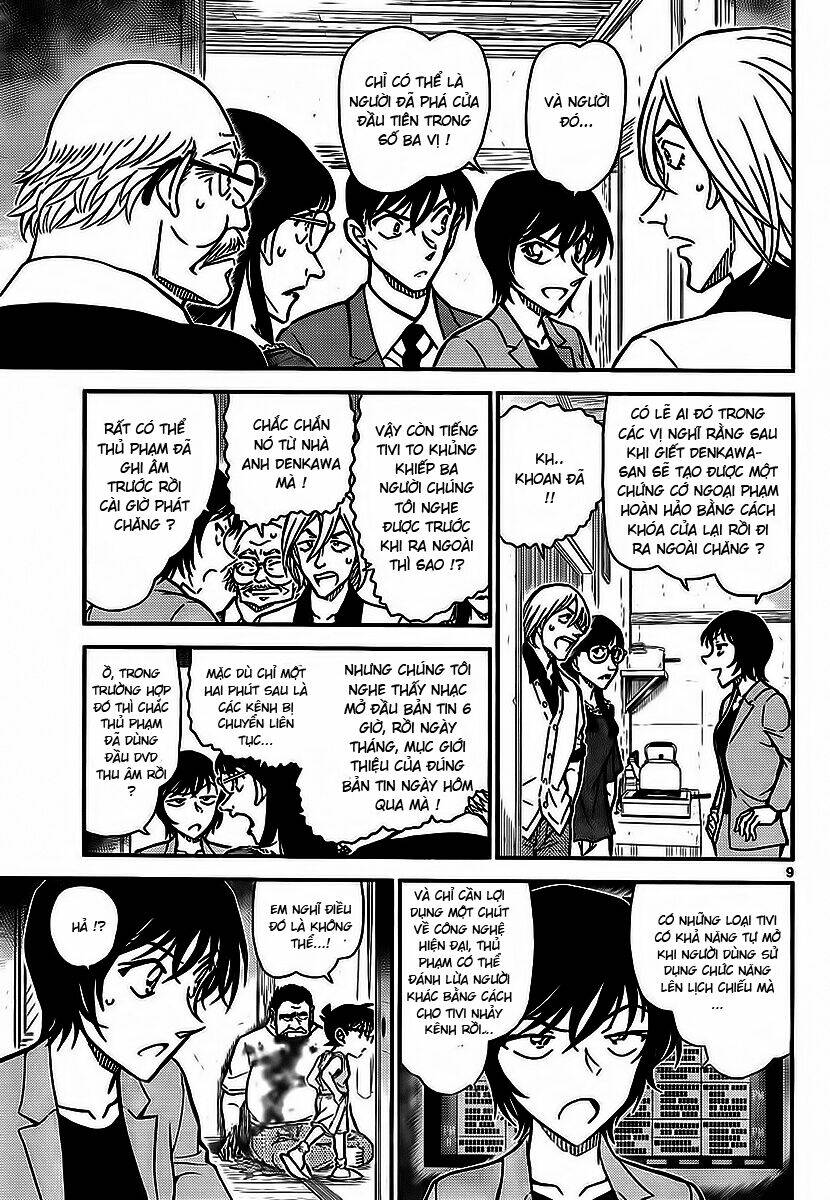 VÀ NGƯỜI
ĐÓ...
CHỈ CÓ THỂ LÀ
NGƯỜI ĐÃ PHÁ CỬA
ĐẦU TIÊN TRONG
SỐ BA VỊ !
CÓ LẼ AI ĐÓ TRONG
CÁC VỊ NGHĨ RẰNG SAU
KHI GIẾT DENKAWA-
SAN SẼ TẠO ĐƯỢC MỘT
CHỨNG CỚ NGOẠI PHẠM
HOÀN HẢO BẰNG CÁCH
KHÓA CỬA LẠI RỒI ĐI
RA NGOÀI CHĂNG ?
KH..
KHOAN ĐÃ
!!
VẬY CÒN TIẾNG
TIVI TO KHỦNG
KHIẾP BA
NGƯỜI CHÚNG
TÔI NGHE
ĐƯỢC TRƯỚC
KHI RA NGOÀI
THÌ SAO !?
CHẮC CHẮN
NÓ TỪ NHÀ
ANH DENKAWA
MÀ !
RẤT CÓ THỂ
THỦ PHẠM ĐÃ
GHI ÂM
TRƯỚC RỒI
CÀI GIỜ PHÁT
CHĂNG ?
NHƯNG CHÚNG TÔI
NGHE THẤY NHẠC
MỞ ĐẦU BẢN TIN 6
GIỜ, RỒI NGÀY
THÁNG, MỤC GIỚI
THIỆU CỦA ĐÚNG
BẢN TIN NGÀY HÔM
QUA MÀ !
MẶC DÙ CHỈ MỘT
HAI PHÚT SAU LÀ
CÁC KÊNH BỊ
CHUYỂN LIÊN
TỤC...
Ồ, TRONG
TRƯỜNG HỢP
ĐÓ THÌ CHẮC
THỦ PHẠM
ĐÃ DÙNG
ĐẦU DVD
THU ÂM RỒI
?
9
CÓ NHỮNG LOẠI TIVI
CÓ KHẢ NĂNG TỰ MỞ
KHI NGƯỜI DÙNG SỬ
DỤNG CHỨC NĂNG
LÊN LỊCH CHIẾU MÀ
...
VÀ CHỈ CẦN LỢI
DỤNG MỘT CHÚT
VỀ CÔNG NGHỆ
HIỆN ĐẠI, THỦ
PHẠM CÓ THỂ
ĐÁNH LỪA NGƯỜI
KHÁC BẰNG CÁCH
CHO TIVI NHẢY
KÊNH RỒI...
EM NGHĨ ĐIỀU
ĐÓ LÀ KHÔNG
THỂ...!
HẢ !?